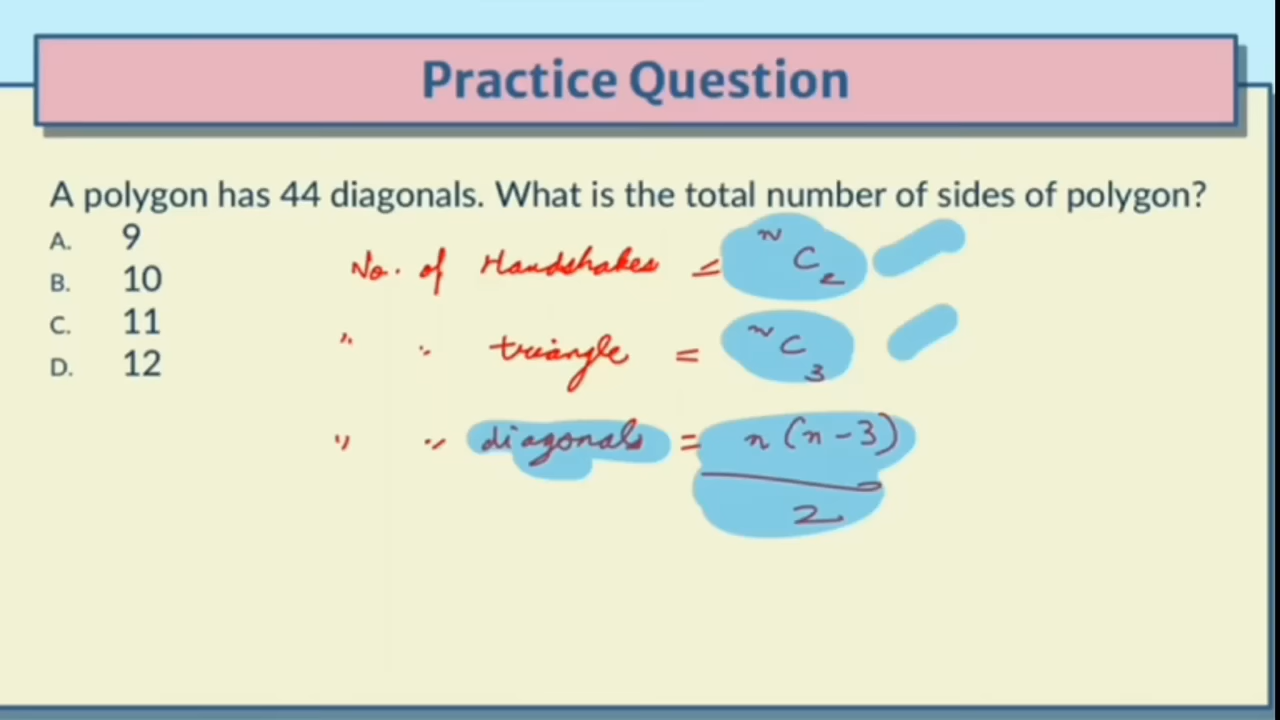 Practice Question
A polygon has 44 diagonals. What is the total number of sides of polygon?
A. 9
B. 10
C. 11
D. 12
No. of Handshakes = ⁿC₂
" " triangle = ⁿC₃
" " diagonals = n(n-3)
2